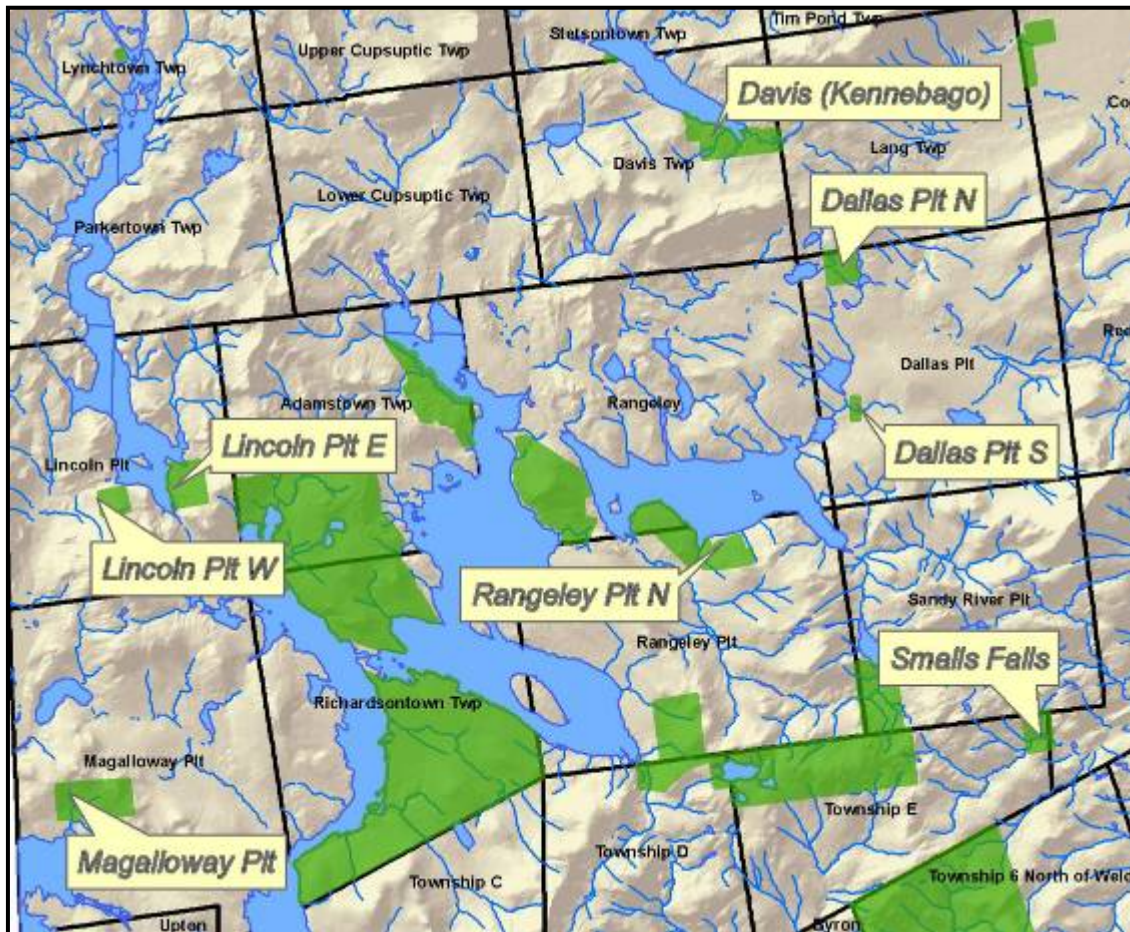 Tim Pond Twp
Stetsontown Twp
Upper Cupsuptic Twp
Lynchtown Twp
Davis (Kennebago)
Co
Lang Twp
Davis Twp
Lower Cupsuptic Twp
Dallas Plt N
Parkertown Twp
Rec
Dallas Plt
Adamstown Twp
Rangeley
Lincoln Plt E
Dallas Plt S
Lincoln Plt
Lincoln Plt W
Rangeley Plt N
Sandy River Plt
Rangeley Plt
Smalls Falls
Richardsontown Twp
Magalloway Plt
Township E
Magalloway Plt
Township D
Township C
Township 6 North of Weld
Upton
Byron